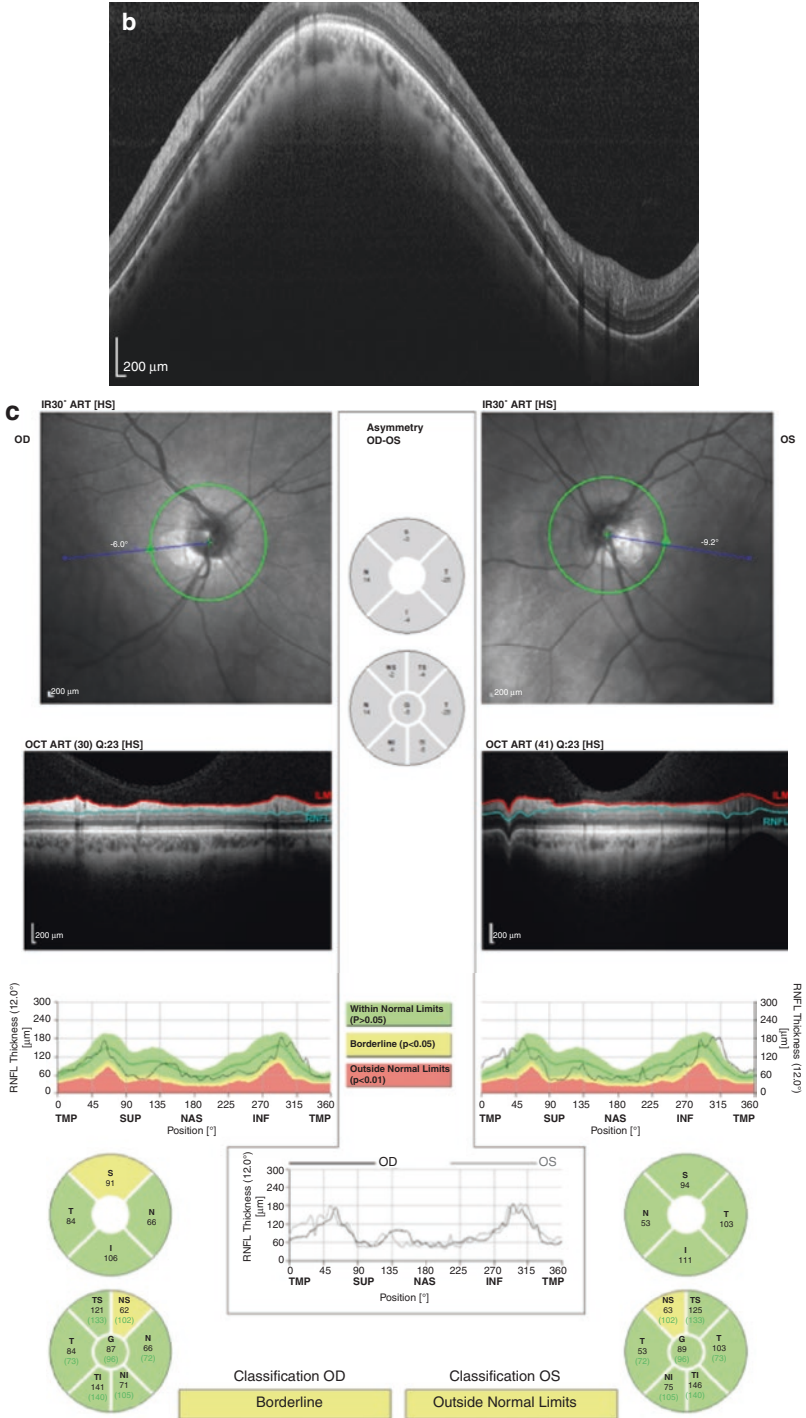 b
200 µm
c
IR30° ART [HS]
OD
-6.0°
200 µm
Asymmetry
OD-OS
S
N
14
T
I
NS
-2
TS
-4
N
14
G
T
IR30° ART [HS]
OS
-9.2°
200 µm
OCT ART (30) Q:23 [HS]
ILM
RNFL
200 µm
OCT ART (41) Q:23 [HS]
ILM
RNFL
200 µm
RNFL Thickness (12.0°)
[µm]
300
240
180
120
60
0
0 45 90 135 180 225 270 315 360
TMP SUP NAS INF TMP
Position [°]
Within Normal Limits
(P>0.05)
Borderline (p<0.05)
Outside Normal Limits
(p<0.01)
300
240
180
120
60
0
RNFL Thickness (12.0°)
[µm]
0 45 90 135 180 225 270 315 360
TMP SUP NAS INF TMP
Position [°]
S
91
T
84
N
66
I
106
TS
121
(133)
NS
62
(102)
T
84
(73)
G
87
(96)
N
66
(72)
TI
141
(140)
NI
71
(105)
OD
OS
RNFL Thickness (12.0°)
[µm]
300
240
180
120
60
0
0 45 90 135 180 225 270 315 360
TMP SUP NAS INF TMP
Position [°]
S
94
N
53
T
103
I
111
NS
63
(102)
TS
125
(133)
T
53
(72)
G
89
(96)
T
103
(73)
NI
75
(105)
TI
146
(140)
Classification OD
Borderline
Classification OS
Outside Normal Limits